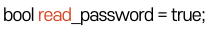 bool read_password = true;